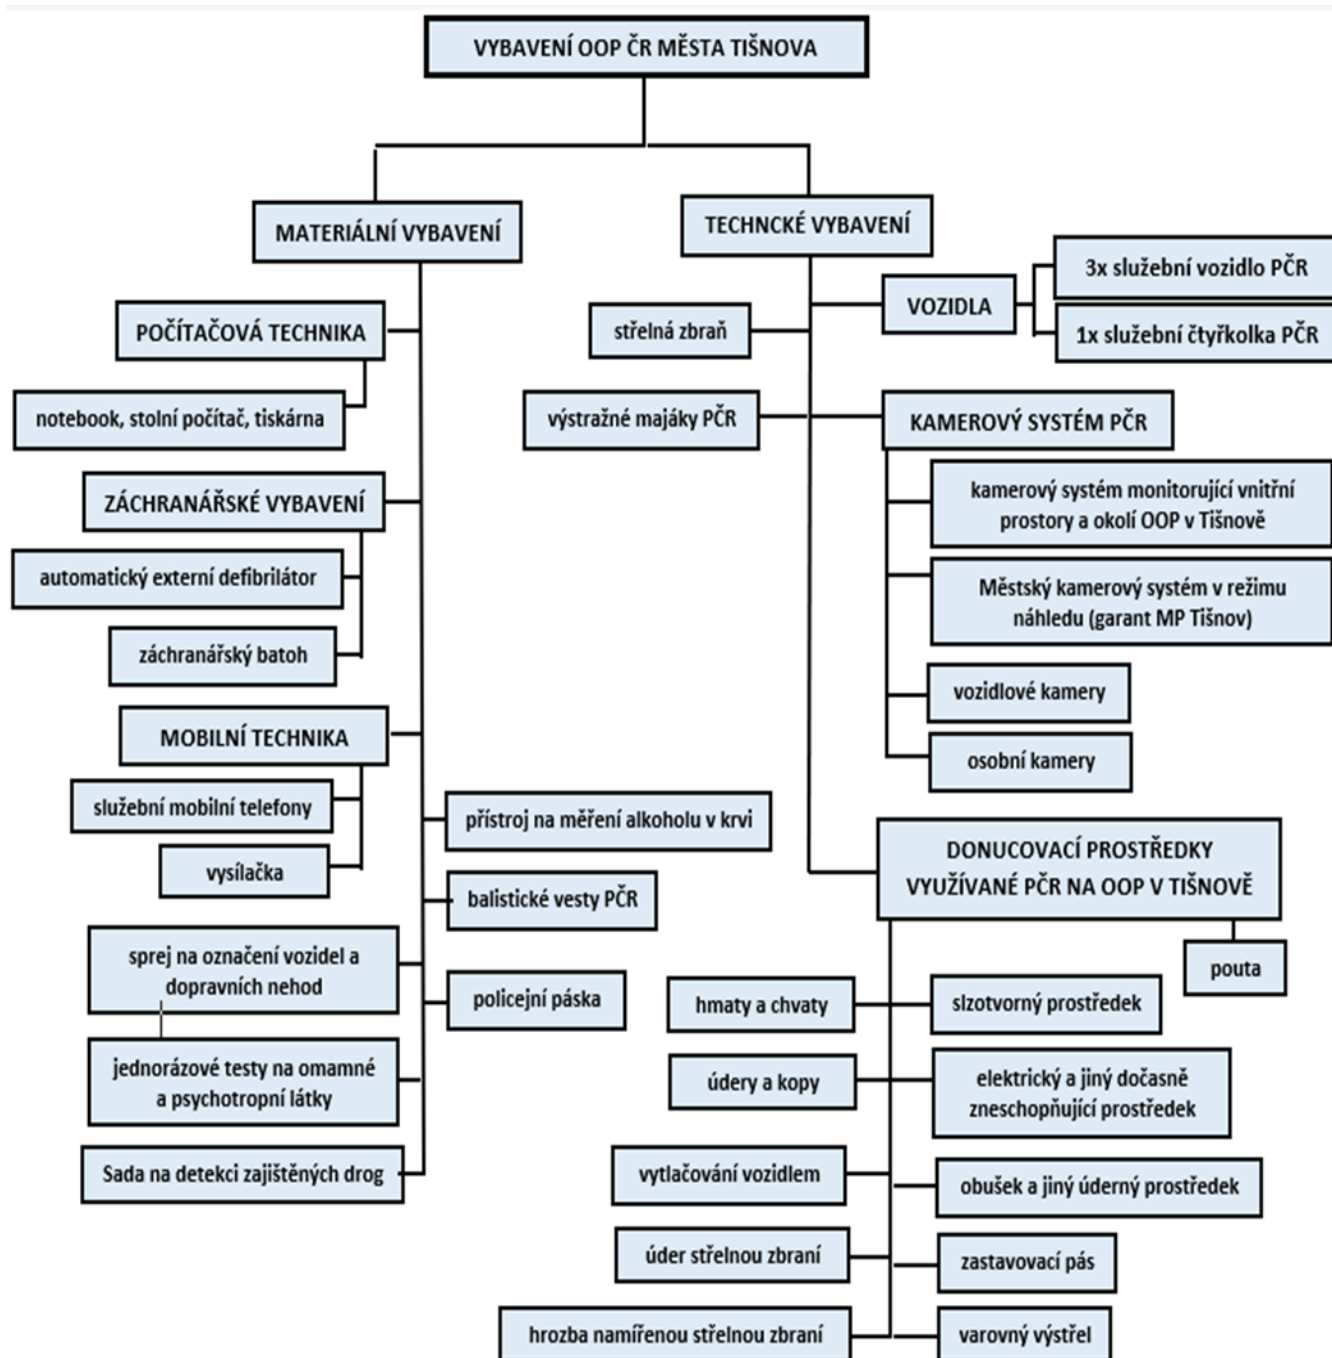 VYBAVENÍ OOP ČR MĚSTA TIŠNOVA
MATERIÁLNÍ VYBAVENÍ
POČÍTAČOVÁ TECHNIKA
notebook, stolní počítač, tiskárna
ZÁCHRANÁŘSKÉ VYBAVENÍ
automatický externí defibrilátor
záchranářský batoh
MOBILNÍ TECHNIKA
služební mobilní telefony
vysílačka
přístroj na měření alkoholu v krvi
balistické vesty PČR
sprej na označení vozidel a
dopravních nehod
policejní páska
jednorázové testy na omamné
a psychotropní látky
Sada na detekci zajištěných drog
TECHNCKÉ VYBAVENÍ
VOZIDLA
3x služební vozidlo PČR
1x služební čtyřkolka PČR
střelná zbraň
výstražné majáky PČR
KAMEROVÝ SYSTÉM PČR
kamerový systém monitorující vnitřní
prostory a okolí OOP v Tišnově
Městský kamerový systém v režimu
náhledu (garant MP Tišnov)
vozidlové kamery
osobní kamery
DONUCOVACÍ PROSTŘEDKY
VYUŽÍVANÉ PČR NA OOP V TIŠNOVĚ
pouta
hmaty a chvaty
slzotvorný prostředek
údery a kopy
elektrický a jiný dočasně
zneschopňující prostředek
vytlačování vozidlem
obušek a jiný úderný prostředek
úder střelnou zbraní
zastavovací pás
hrozba namířenou střelnou zbraní
varovný výstřel